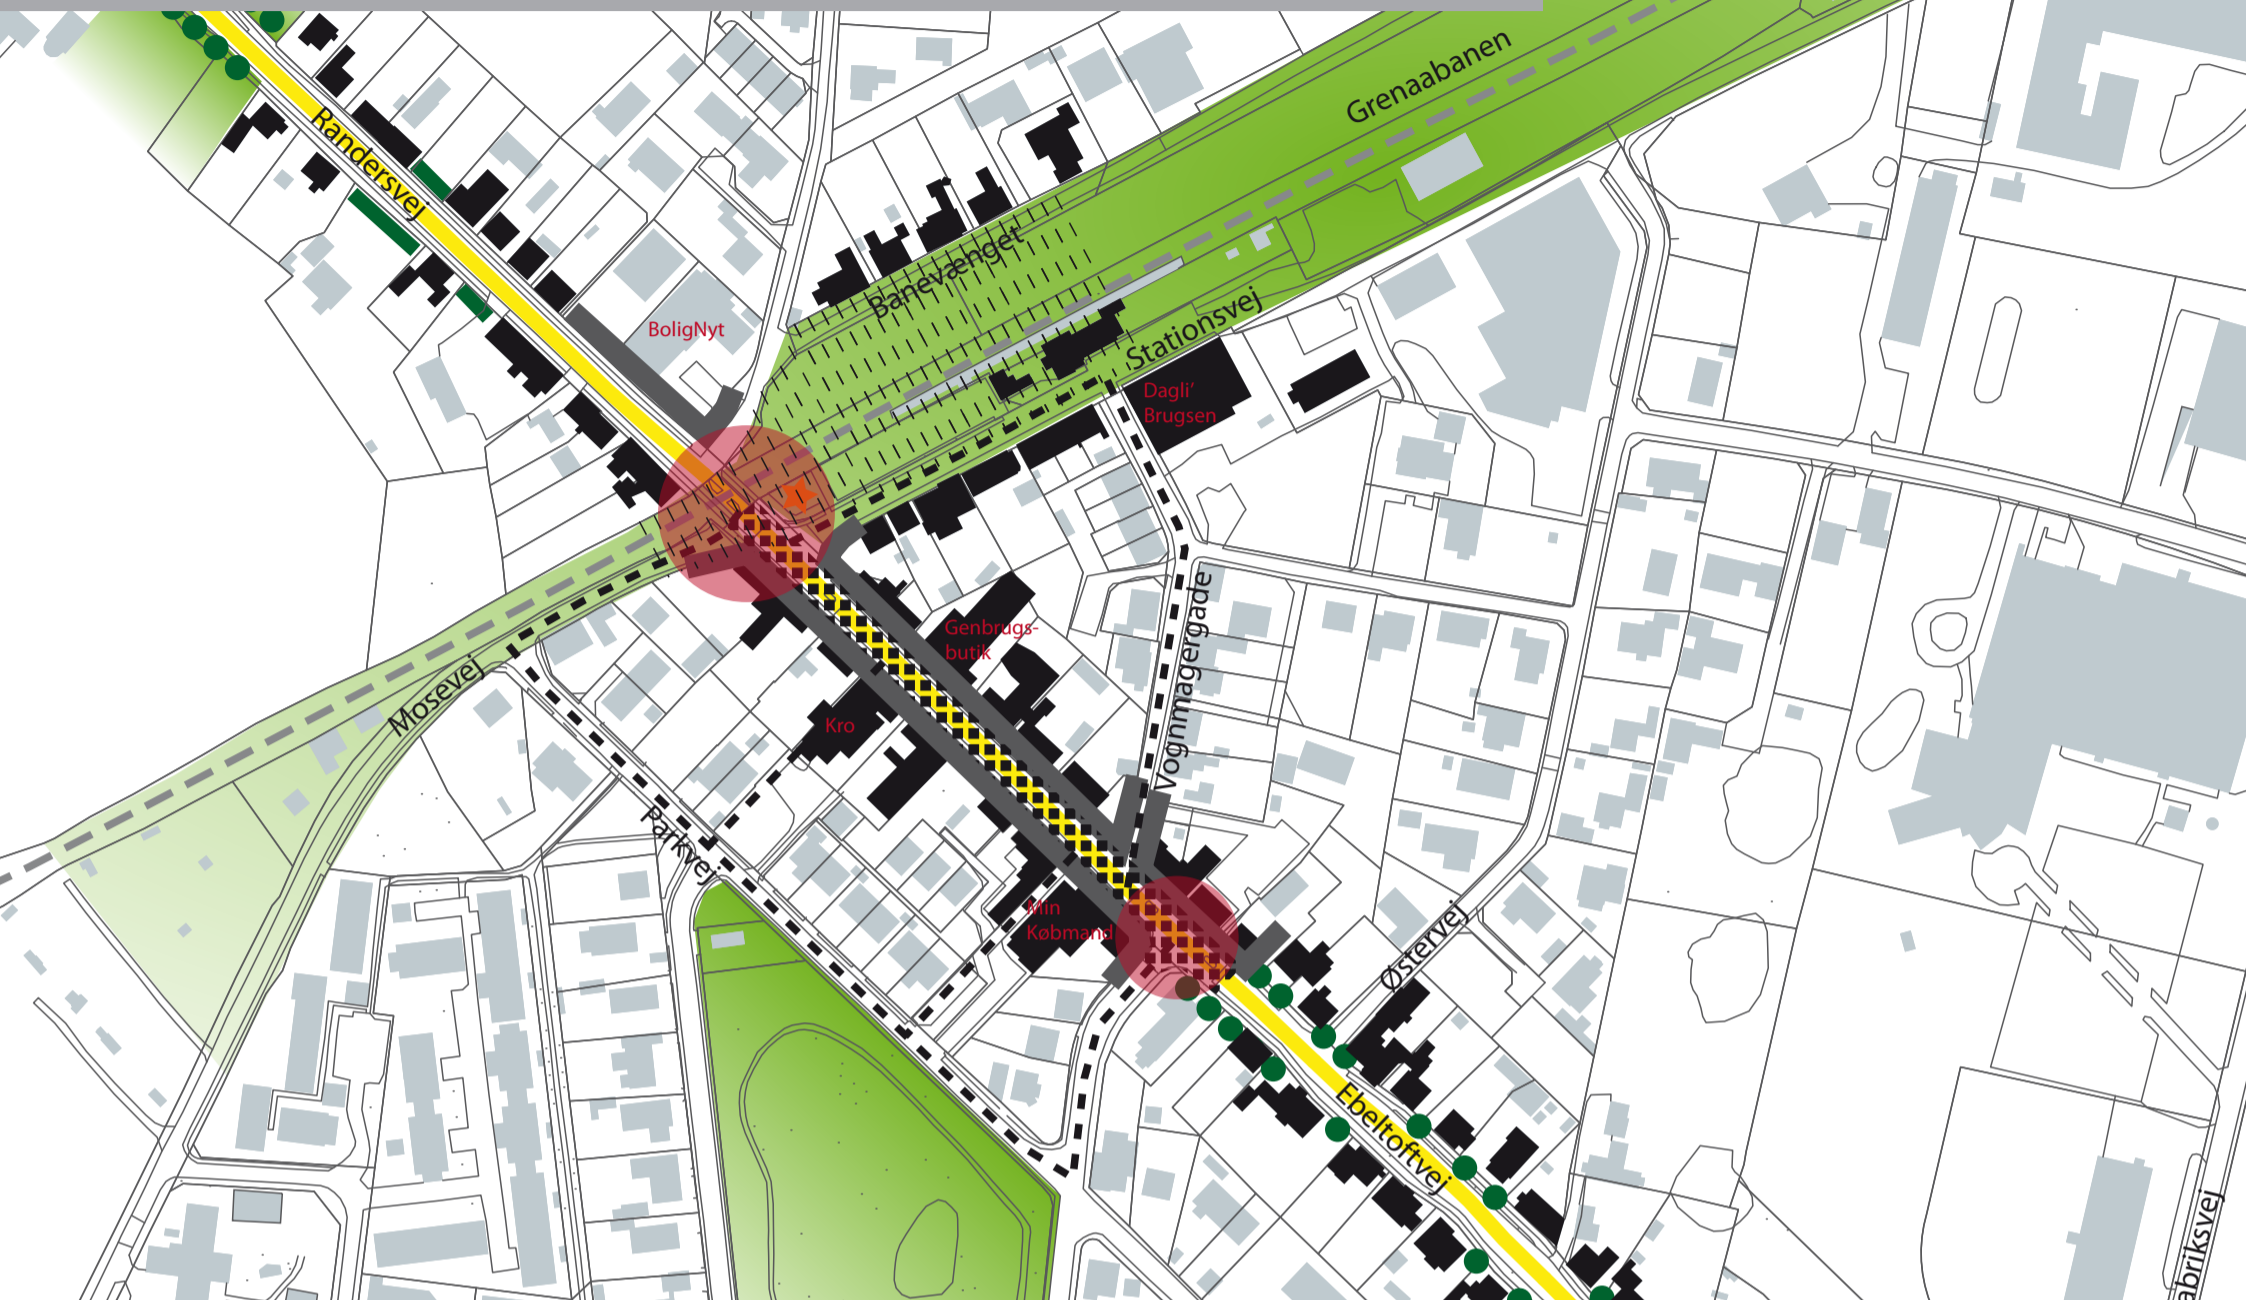 Grenaabanen
Randersvej
Banevænget
BoligNyt
Stationsvej
Dagli’
Brugsen
Genbrugs-
butik
Vognmagergade
Mosevej
Kro
Parkvej
Min
Købmand
Østervej
Ebeltoftvej
abriksvej